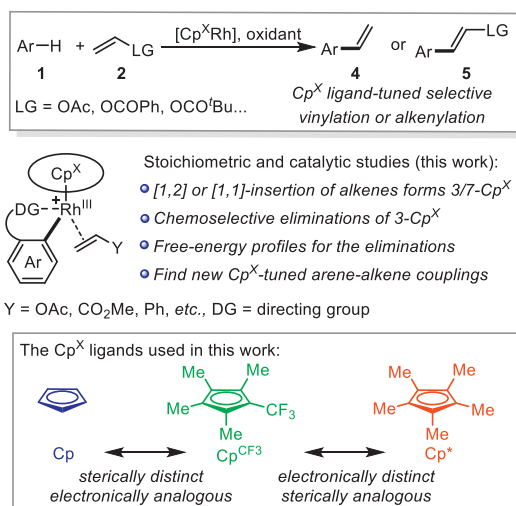 Ar—H + LG [Cp^XRh], oxidant Ar or Ar LG
1 2 4 5
LG = OAc, OCOPh, OCO^tBu...
Cp^X ligand-tuned selective
vinylation or alkenylation
Cp^X
DG Rh^III
+
Y
Ar
Stoichiometric and catalytic studies (this work):
[1,2] or [1,1]-insertion of alkenes forms 3/7-Cp^X
Chemoselective eliminations of 3-Cp^X
Free-energy profiles for the eliminations
Find new Cp^X-tuned arene-alkene couplings
Y = OAc, CO2Me, Ph, etc., DG = directing group
The Cp^X ligands used in this work:
Me Me Me Me CF3 Me
Me Me Me Me Me
Cp Cp^CF3 Cp*
sterically distinct
electronically analogous
electronically distinct
sterically analogous